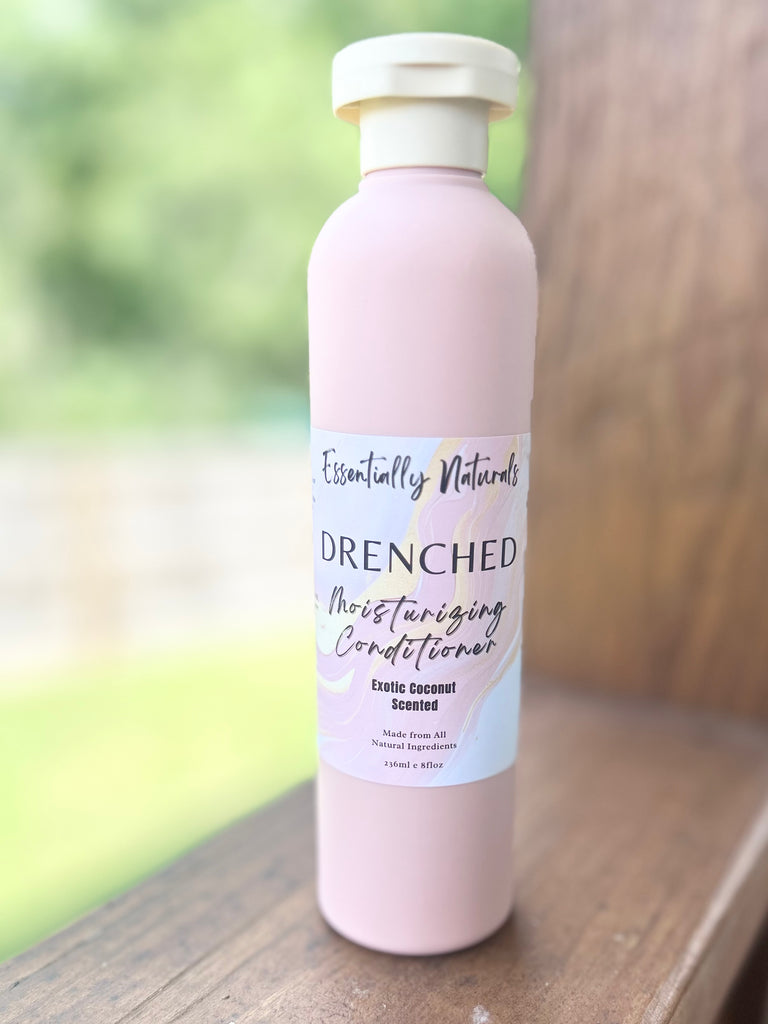 Essentially Naturals
DRENCHED
Moisturizing
Conditioner
Exotic Coconut
Scented
Made from All
Natural Ingredients
236ml e 8floz